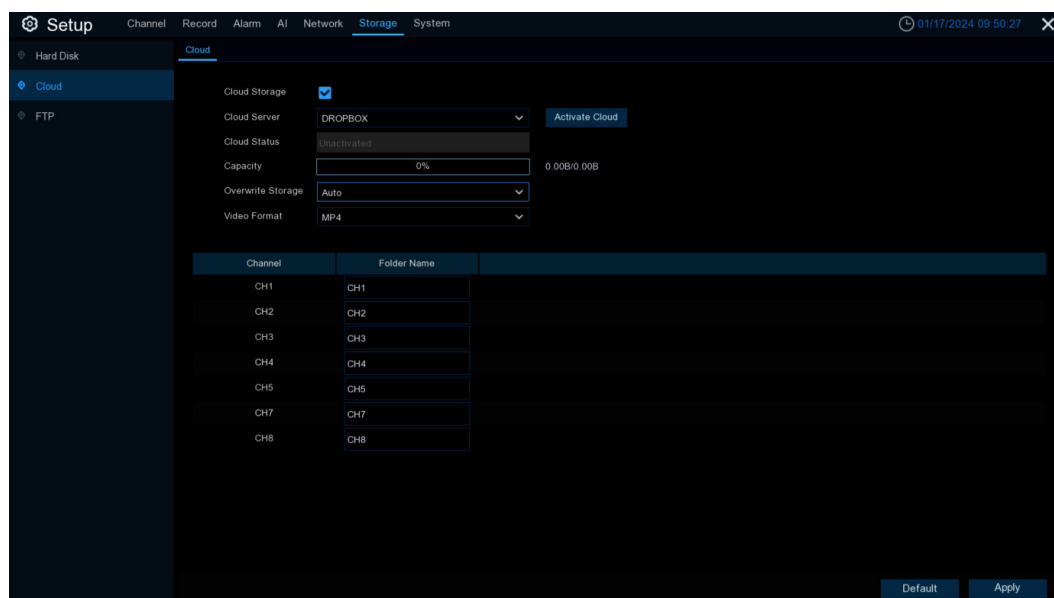 Setup Channel Record Alarm AI Network Storage System 01/17/2024 09:50:27
Hard Disk
Cloud
FTP
Cloud
Cloud Storage
Cloud Server DROPBOX Activate Cloud
Cloud Status Unactivated
Capacity 0% 0.00B/0.00B
Overwrite Storage Auto
Video Format MP4
Channel Folder Name
CH1 CH1
CH2 CH2
CH3 CH3
CH4 CH4
CH5 CH5
CH7 CH7
CH8 CH8
Default Apply